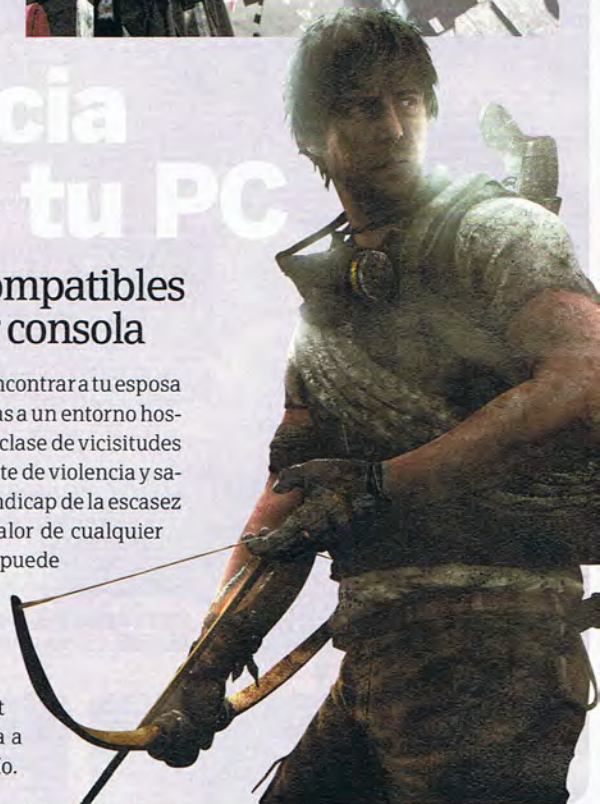 cia
tu PC
ompatibles
consola
ncontrar a tu esposa
as a un entorno hos-
clase de vicisitudes
te de violencia y sa-
ndicap de la escasez
alor de cualquier
puede
t
a a
ío.